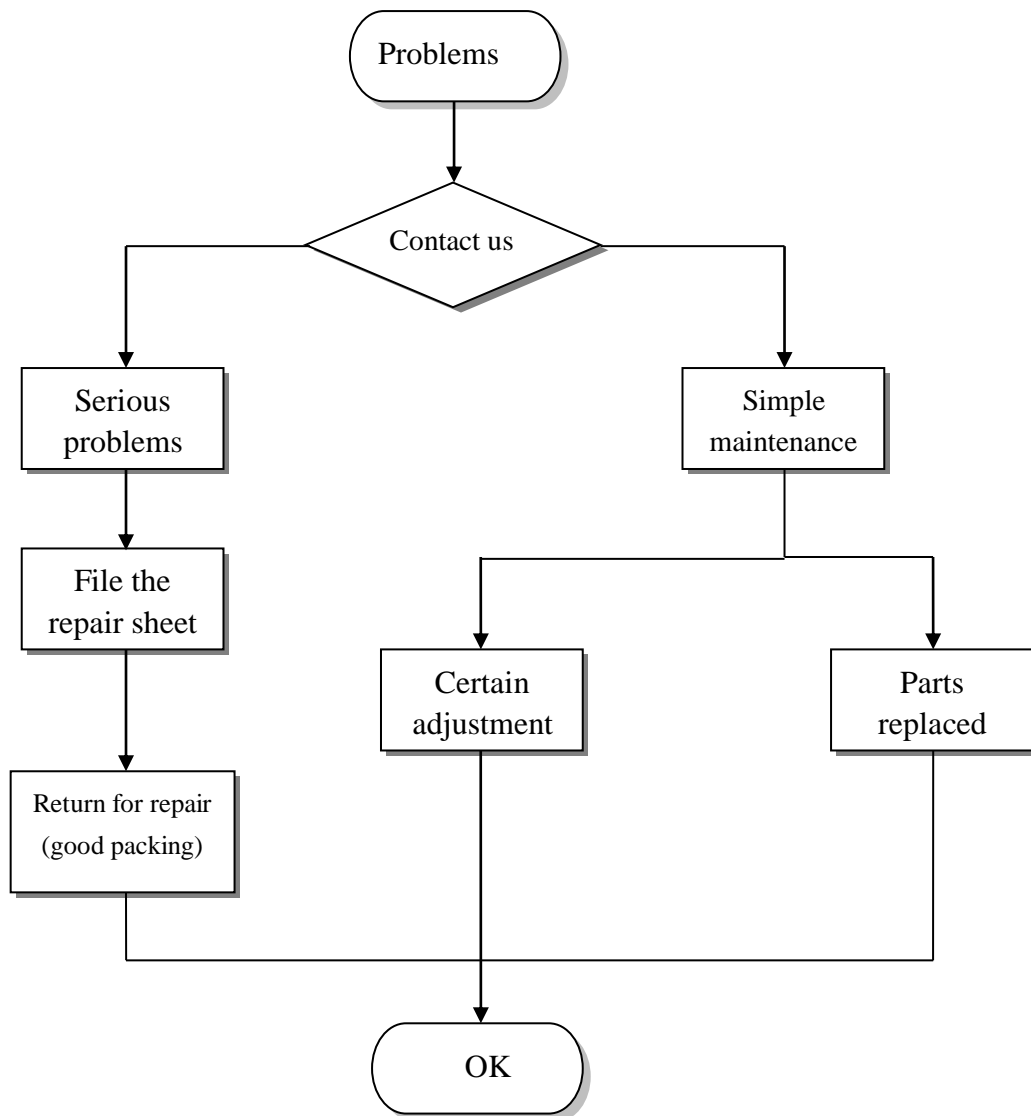 Problems
Contact us
Serious
problems
Simple
maintenance
File the
repair sheet
Certain
adjustment
Parts
replaced
Return for repair
(good packing)
OK